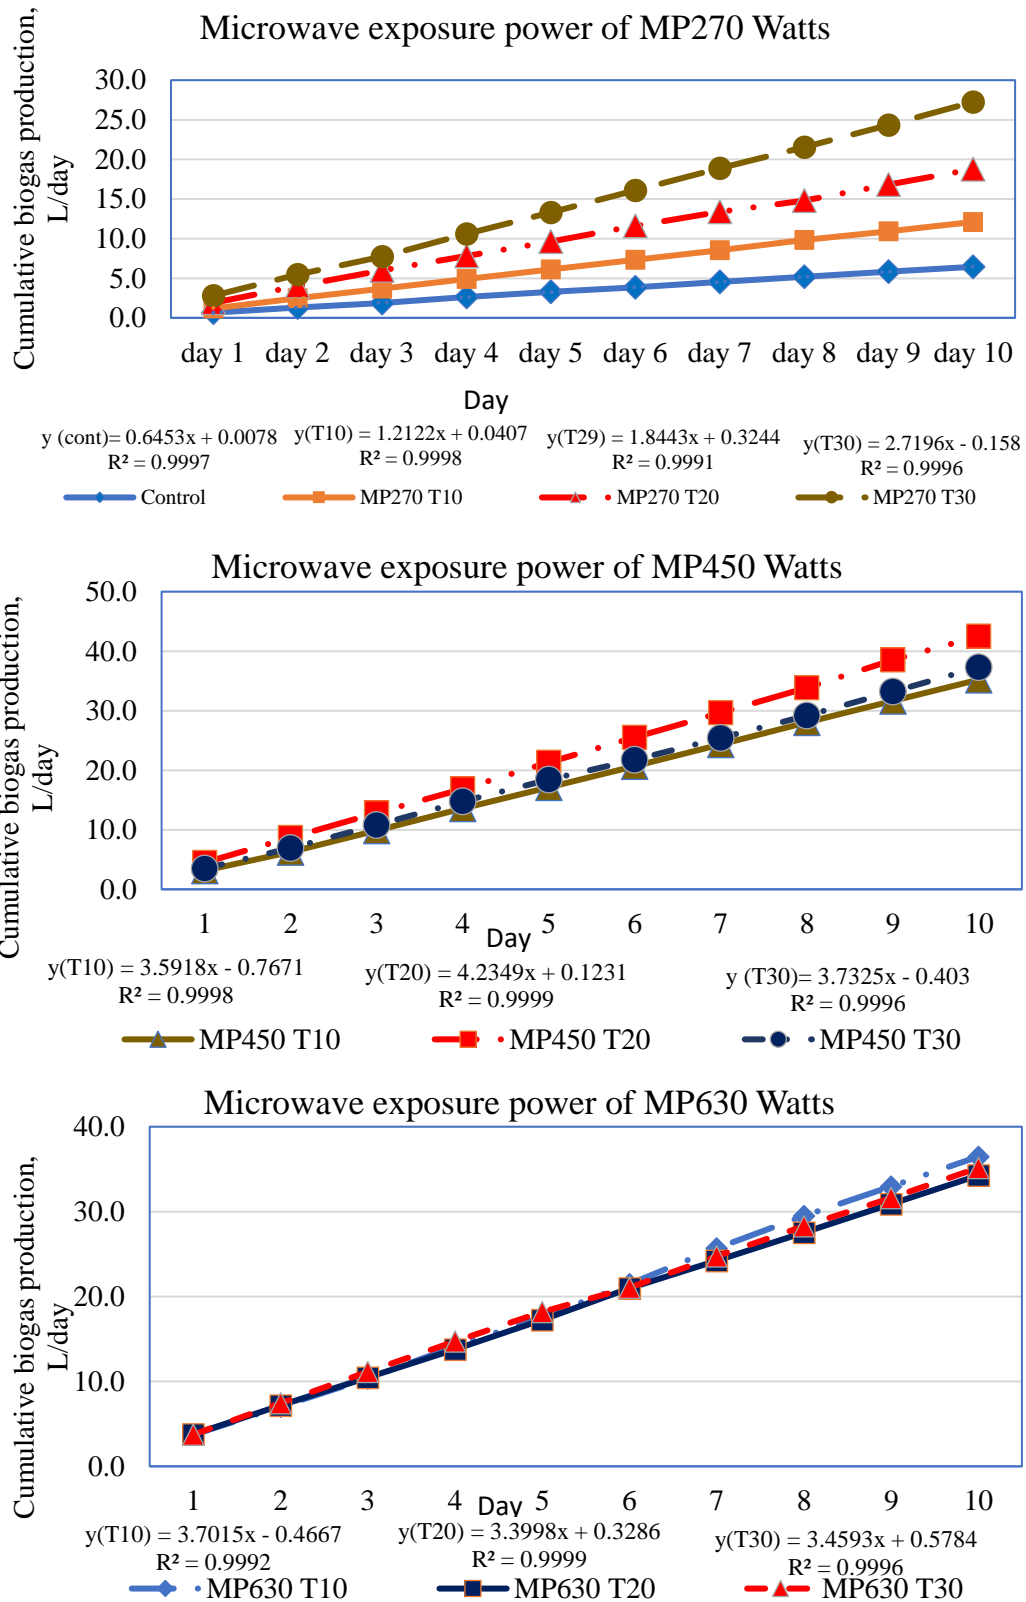 Microwave exposure power of MP270 Watts
Cumulative biogas production,
L/day
30.0
25.0
20.0
15.0
10.0
5.0
0.0
day 1 day 2 day 3 day 4 day 5 day 6 day 7 day 8 day 9 day 10
Day
y (cont)= 0.6453x + 0.0078 y(T10) = 1.2122x + 0.0407 y(T29) = 1.8443x + 0.3244 y(T30) = 2.7196x - 0.158
R² = 0.9997 R² = 0.9998 R² = 0.9991 R² = 0.9996
Control MP270 T10 MP270 T20 MP270 T30
Microwave exposure power of MP450 Watts
Cumulative biogas production,
L/day
50.0
40.0
30.0
20.0
10.0
0.0
1 2 3 4 5 6 7 8 9 10
Day
y(T10) = 3.5918x - 0.7671 y(T20) = 4.2349x + 0.1231 y (T30)= 3.7325x - 0.403
R² = 0.9998 R² = 0.9999 R² = 0.9996
MP450 T10 MP450 T20 MP450 T30
Microwave exposure power of MP630 Watts
Cumulative biogas production,
L/day
40.0
30.0
20.0
10.0
0.0
1 2 3 4 5 6 7 8 9 10
Day
y(T10) = 3.7015x - 0.4667 y(T20) = 3.3998x + 0.3286 y(T30) = 3.4593x + 0.5784
R² = 0.9992 R² = 0.9999 R² = 0.9996
MP630 T10 MP630 T20 MP630 T30